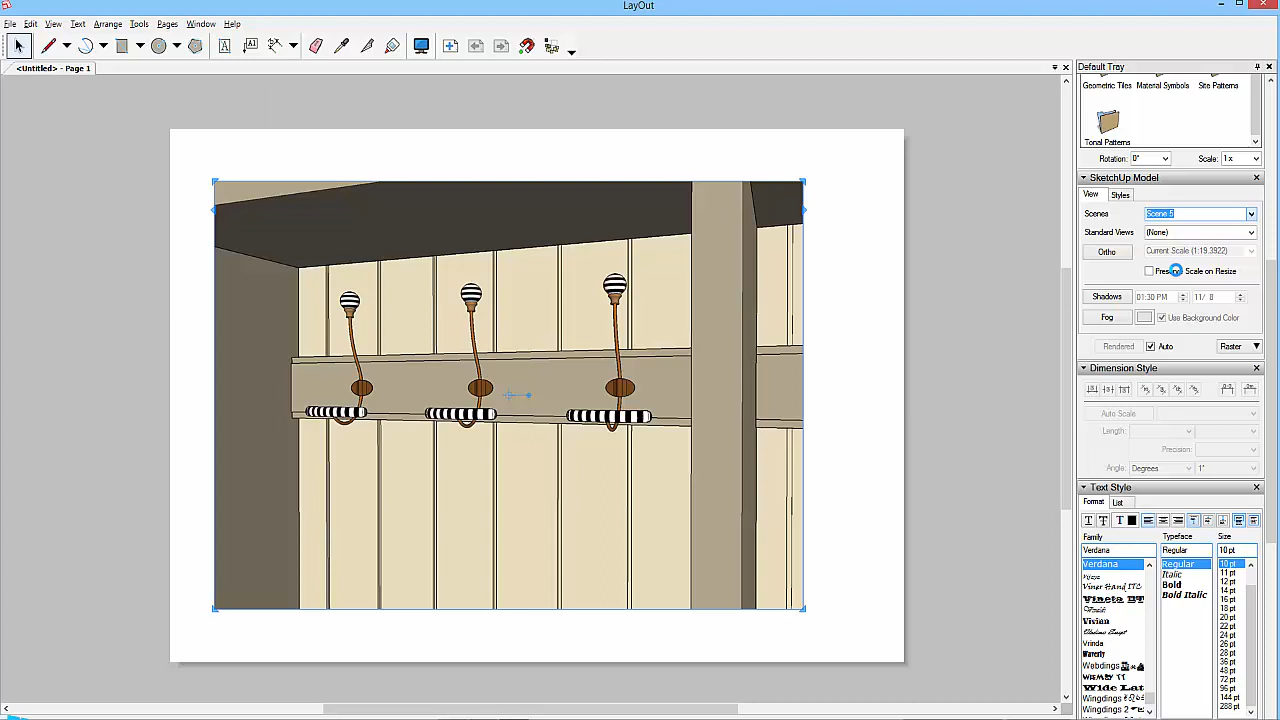 LayOut
File Edit View Text Arrange Tools Pages Window Help
<Untitled> - Page 1
Default Tray
Geometric Tiles Material Symbols Site Patterns
Tonal Patterns
Rotation: 0° Scale: 1 x
SketchUp Model
View Styles
Scenes Scene 5
Standard Views (None)
Ortho Current Scale (1:19.3922)
Scale on Resize
Shadows 01:30 PM 11/ 8
Fog Use Background Color
Rendered Auto Raster
Dimension Style
Auto Scale
Length:
Precision:
Angle: Degrees 1°
Text Style
Format List
Family Typeface Size
Verdana Regular 10 pt
Verdana Regular 10 pt
Italic 11 pt
Viner Hand ITC Bold 12 pt
Bold Italic 14 pt
16 pt
18 pt
Vivian 20 pt
22 pt
Vrinda 24 pt
Waverly 26 pt
Webdings 28 pt
36 pt
48 pt
Wingdings 72 pt
Wingdings 2 96 pt
144 pt
288 pt